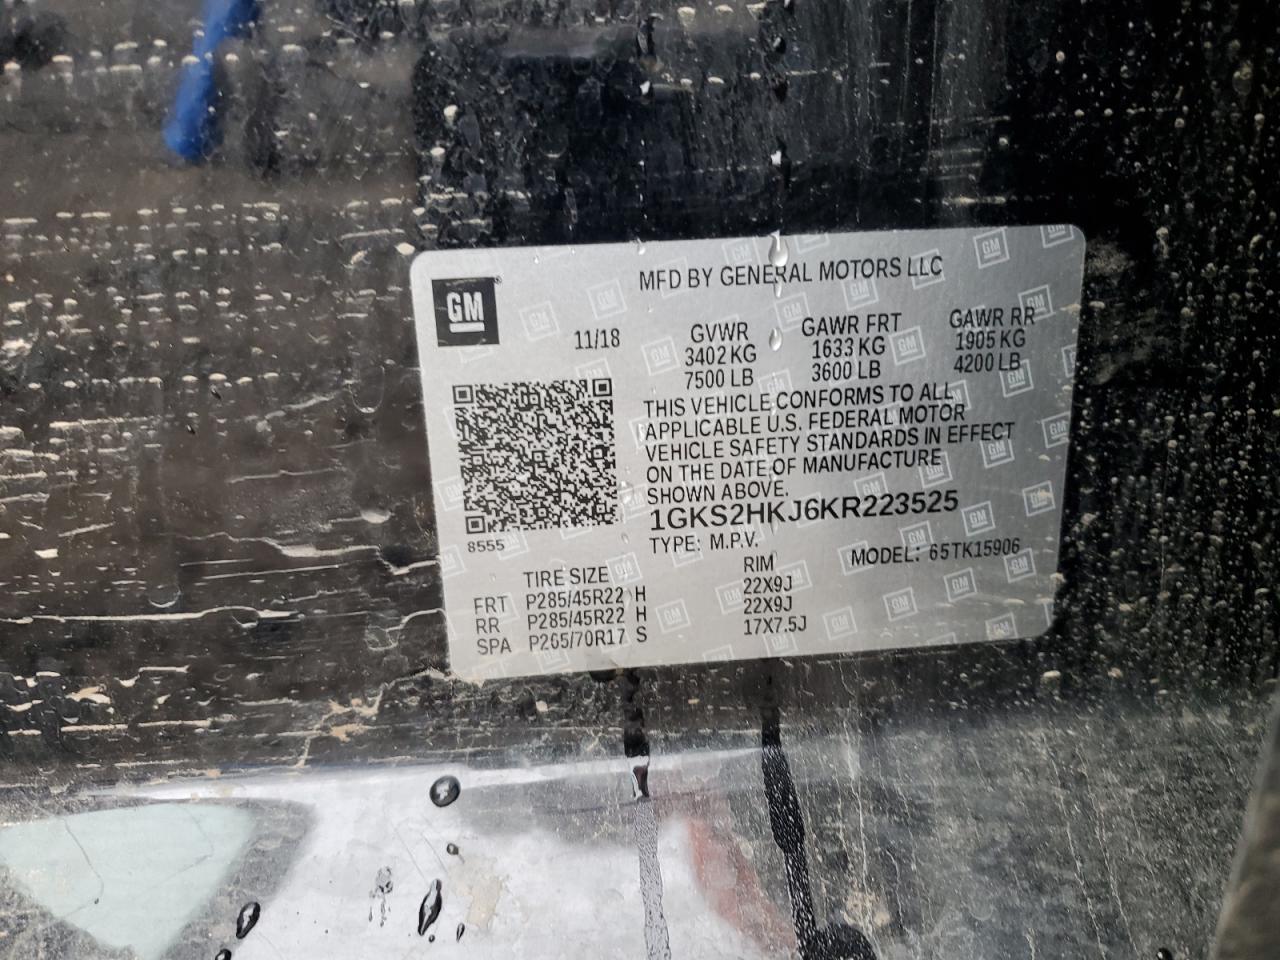 GM
MFD BY GENERAL MOTORS LLC
11/18
GVWR GAWR FRT GAWR RR
3402 KG 1633 KG 1905 KG
7500 LB 3600 LB 4200 LB
THIS VEHICLE CONFORMS TO ALL
APPLICABLE U.S. FEDERAL MOTOR
VEHICLE SAFETY STANDARDS IN EFFECT
ON THE DATE OF MANUFACTURE
SHOWN ABOVE.
1GKS2HKJ6KR223525
8555
TYPE: M.P.V. MODEL: 65TK15906
TIRE SIZE RIM
FRT P285/45R22 H 22X9J
RR P285/45R22 H 22X9J
SPA P265/70R17 S 17X7.5J